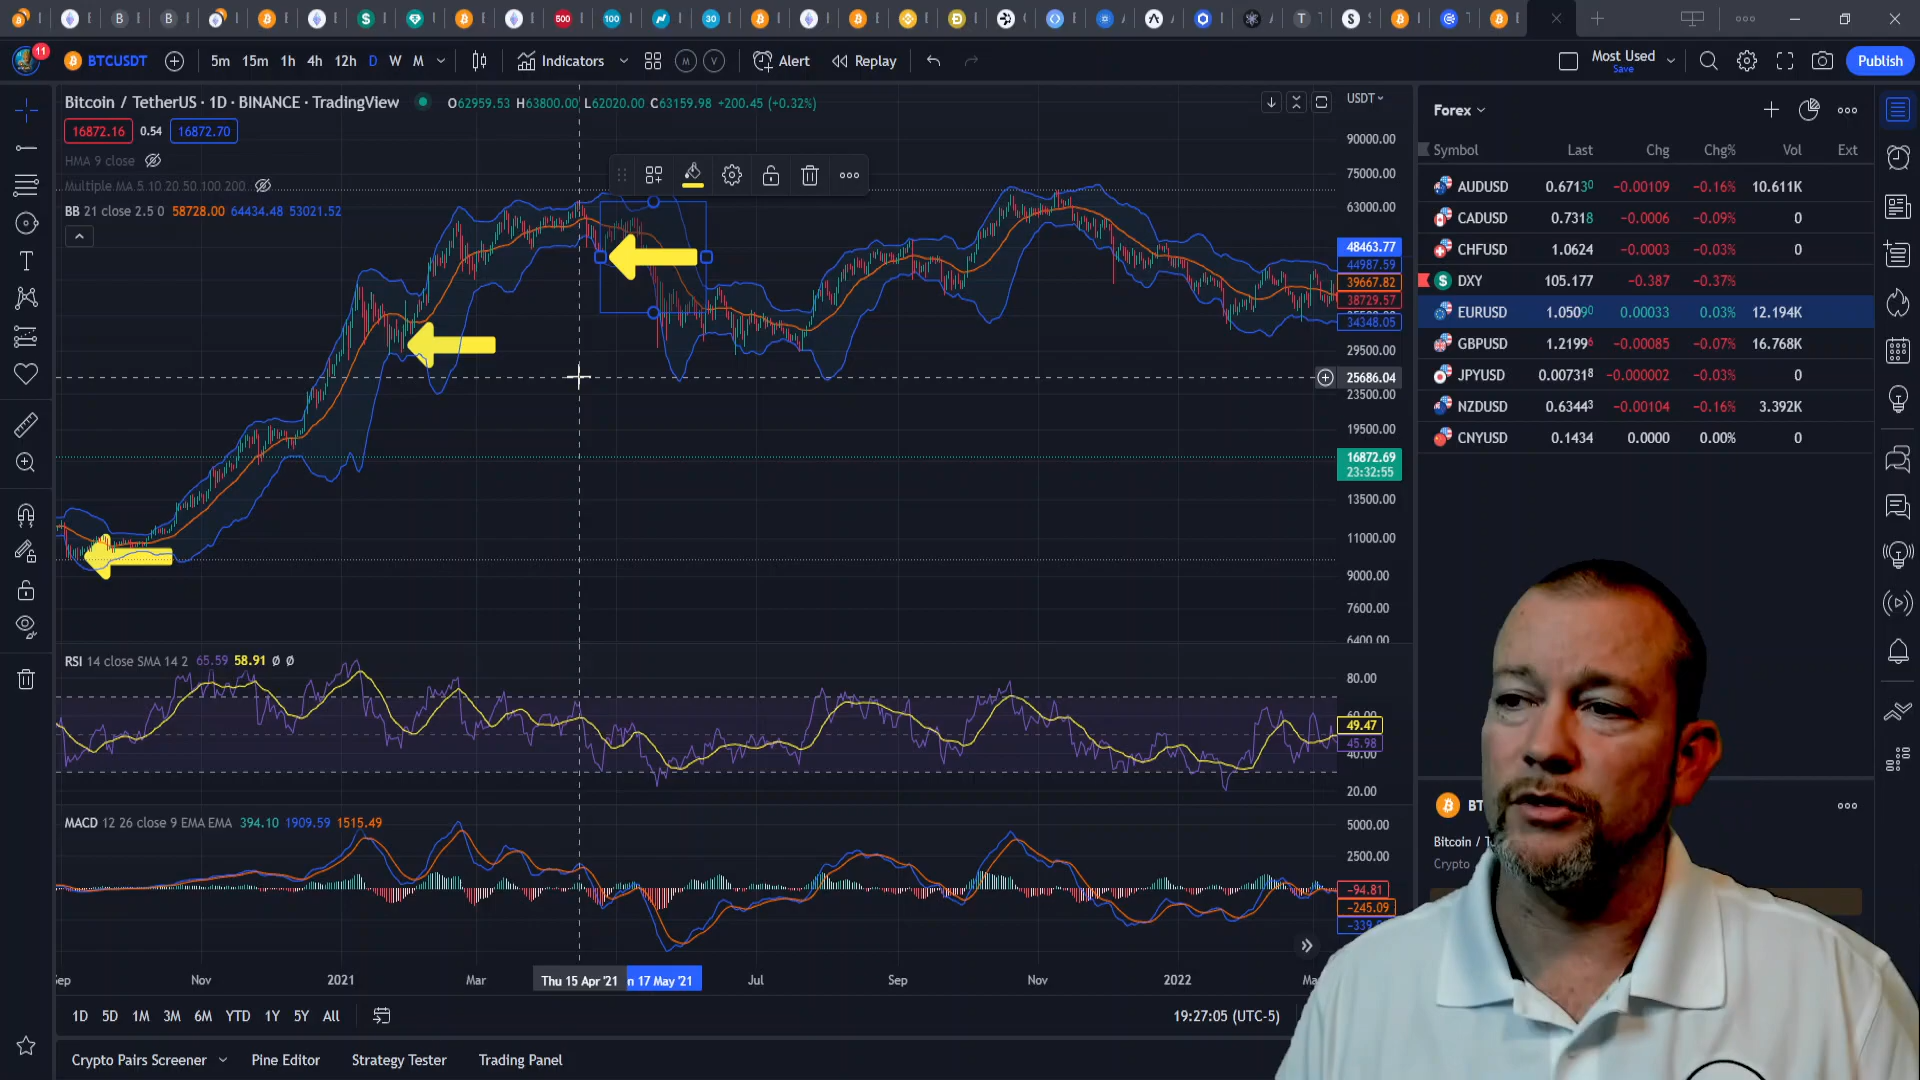 11
BTCUSDT
5m 15m 1h 4h 12h D W M
Indicators
M V
Alert
Replay
Most Used
Save
Publish
Bitcoin / TetherUS · 1D · BINANCE · TradingView
O62959.53 H63800.00 L62020.00 C63159.98 +200.45 (+0.32%)
USDT
16872.16 0.54 16872.70
HMA 9 close
Multiple MA 5 10 20 50 100 200
BB 21 close 2.5 0 58728.00 64434.48 53021.52
90000.00
75000.00
63000.00
48463.77
44987.59
39667.82
38729.57
34348.05
29500.00
25686.04
23500.00
19500.00
16872.69
23:32:55
13500.00
11000.00
9000.00
7600.00
6400.00
RSI 14 close SMA 14 2 65.59 58.91 Ø Ø
80.00
60.00
49.47
45.98
40.00
20.00
MACD 12 26 close 9 EMA EMA 394.10 1909.59 1515.49
5000.00
2500.00
-94.81
-245.09
Nov 2021 Mar Thu 15 Apr '21 n 17 May '21 Jul Sep Nov 2022
1D 5D 1M 3M 6M YTD 1Y 5Y All
19:27:05 (UTC-5)
Crypto Pairs Screener Pine Editor Strategy Tester Trading Panel
Forex
Symbol Last Chg Chg% Vol Ext
AUDUSD 0.67130 -0.00109 -0.16% 10.611K
CADUSD 0.7318 -0.0006 -0.09% 0
CHFUSD 1.0624 -0.0003 -0.03% 0
DXY 105.177 -0.387 -0.37%
EURUSD 1.05090 0.00033 0.03% 12.194K
GBPUSD 1.21996 -0.00085 -0.07% 16.768K
JPYUSD 0.007318 -0.000002 -0.03% 0
NZDUSD 0.63443 -0.00104 -0.16% 3.392K
CNYUSD 0.1434 0.0000 0.00% 0
Bitcoin /
Crypto